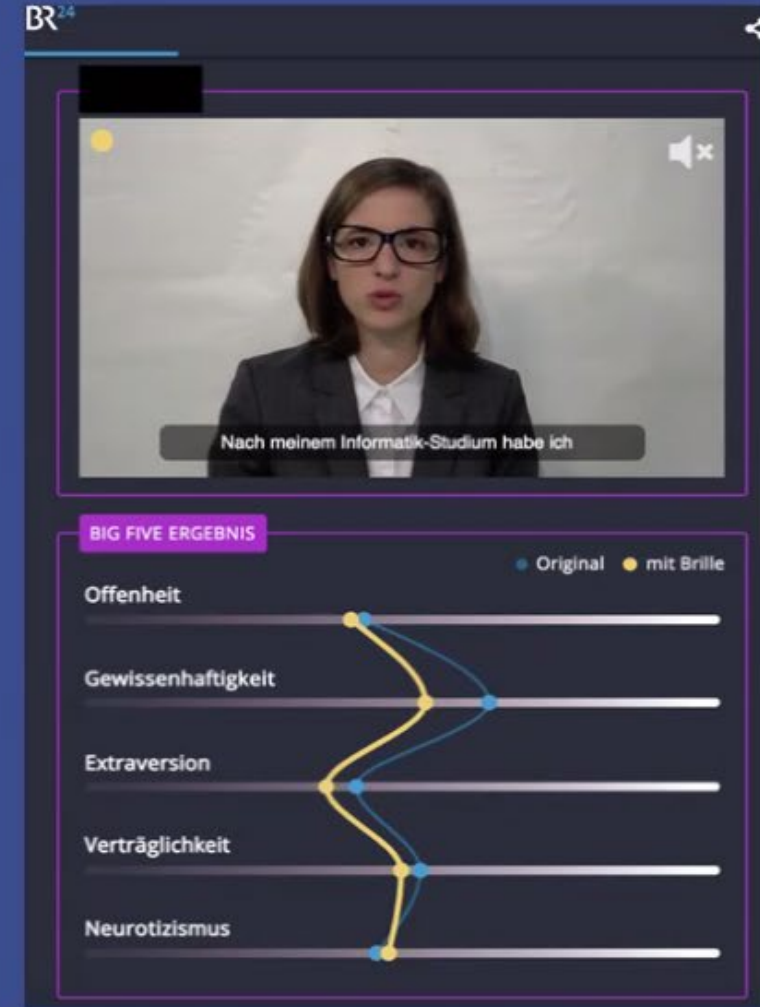 BR24
Nach meinem Informatik-Studium habe ich
BIG FIVE ERGEBNIS
Original mit Brille
Offenheit
Gewissenhaftigkeit
Extraversion
Verträglichkeit
Neurotizismus